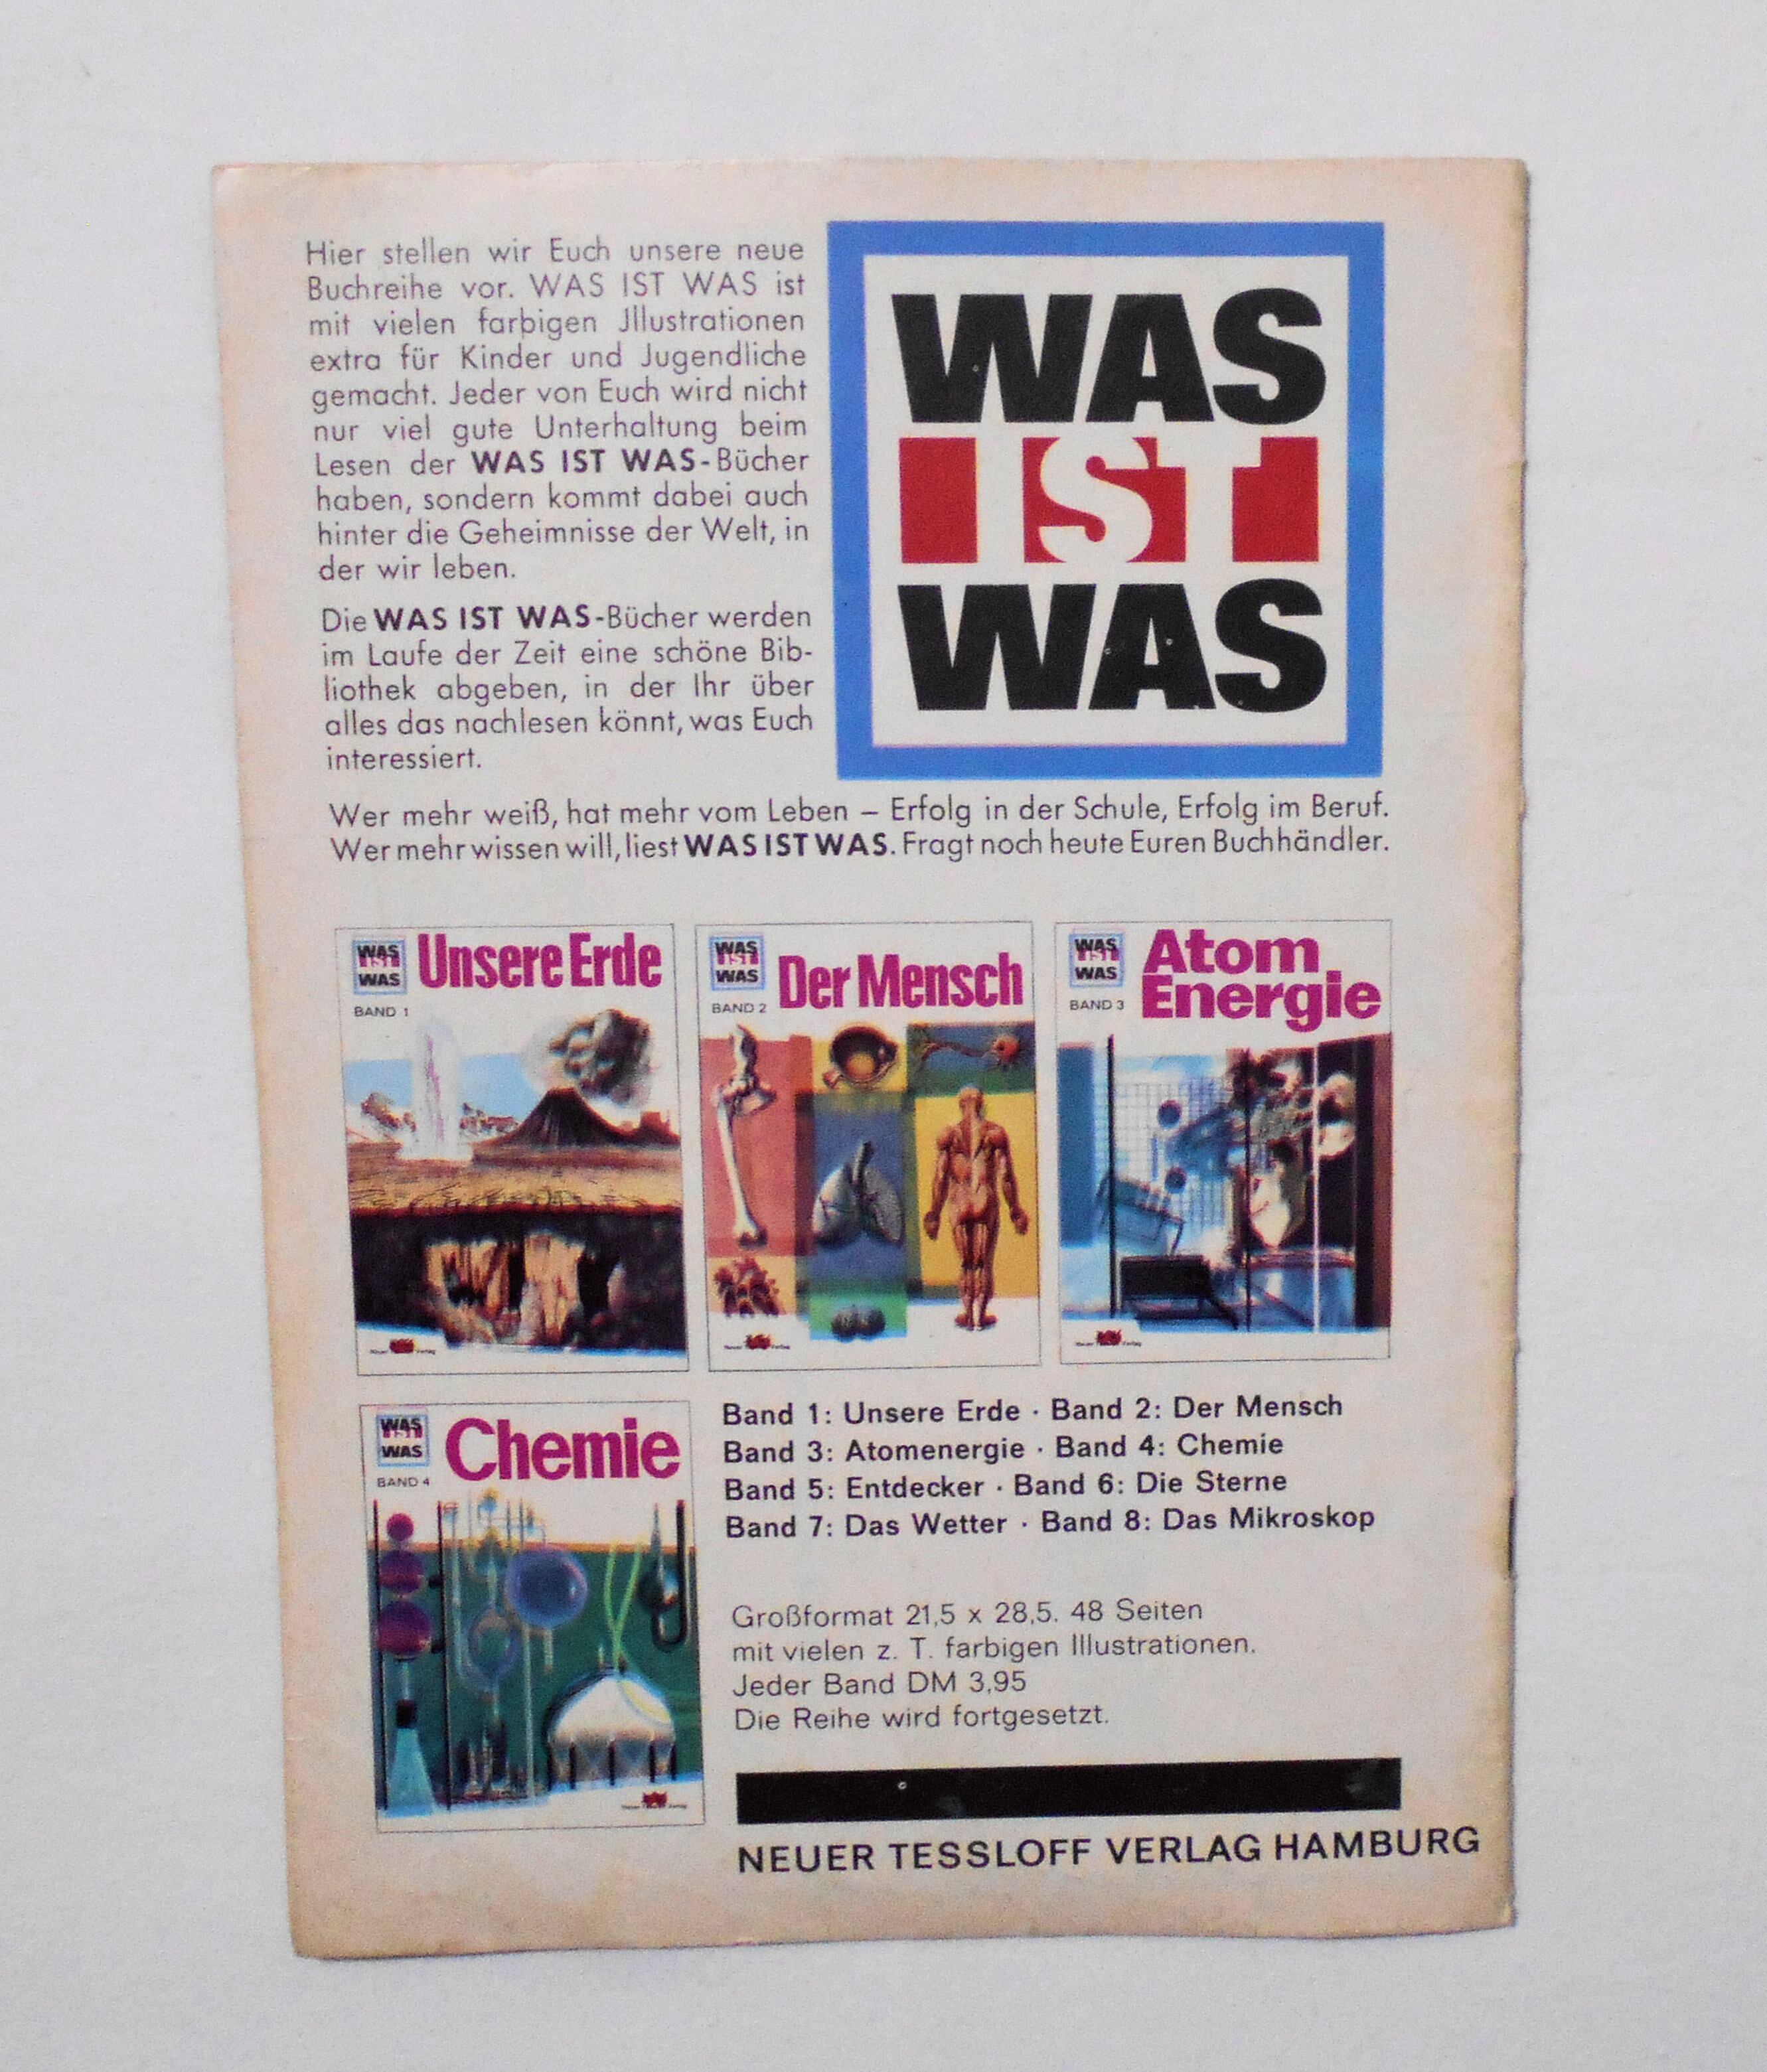 Hier stellen wir Euch unsere neue
Buchreihe vor. WAS IST WAS ist
mit vielen farbigen Jllustrationen
extra für Kinder und Jugendliche
gemacht. Jeder von Euch wird nicht
nur viel gute Unterhaltung beim
Lesen der WAS IST WAS-Bücher
haben, sondern kommt dabei auch
hinter die Geheimnisse der Welt, in
der wir leben.
Die WAS IST WAS-Bücher werden
im Laufe der Zeit eine schöne Bib-
liothek abgeben, in der Ihr über
alles das nachlesen könnt, was Euch
interessiert.
WAS
IST
WAS
Wer mehr weiß, hat mehr vom Leben – Erfolg in der Schule, Erfolg im Beruf.
Wer mehr wissen will, liest WAS IST WAS. Fragt noch heute Euren Buchhändler.
WAS
IST
WAS
BAND 1
Unsere Erde
WAS
IST
WAS
BAND 2
Der Mensch
WAS
IST
WAS
BAND 3
Atom
Energie
WAS
IST
WAS
BAND 4
Chemie
Band 1: Unsere Erde · Band 2: Der Mensch
Band 3: Atomenergie · Band 4: Chemie
Band 5: Entdecker · Band 6: Die Sterne
Band 7: Das Wetter · Band 8: Das Mikroskop
Großformat 21,5 x 28,5. 48 Seiten
mit vielen z. T. farbigen Illustrationen.
Jeder Band DM 3,95
Die Reihe wird fortgesetzt.
NEUER TESSLOFF VERLAG HAMBURG